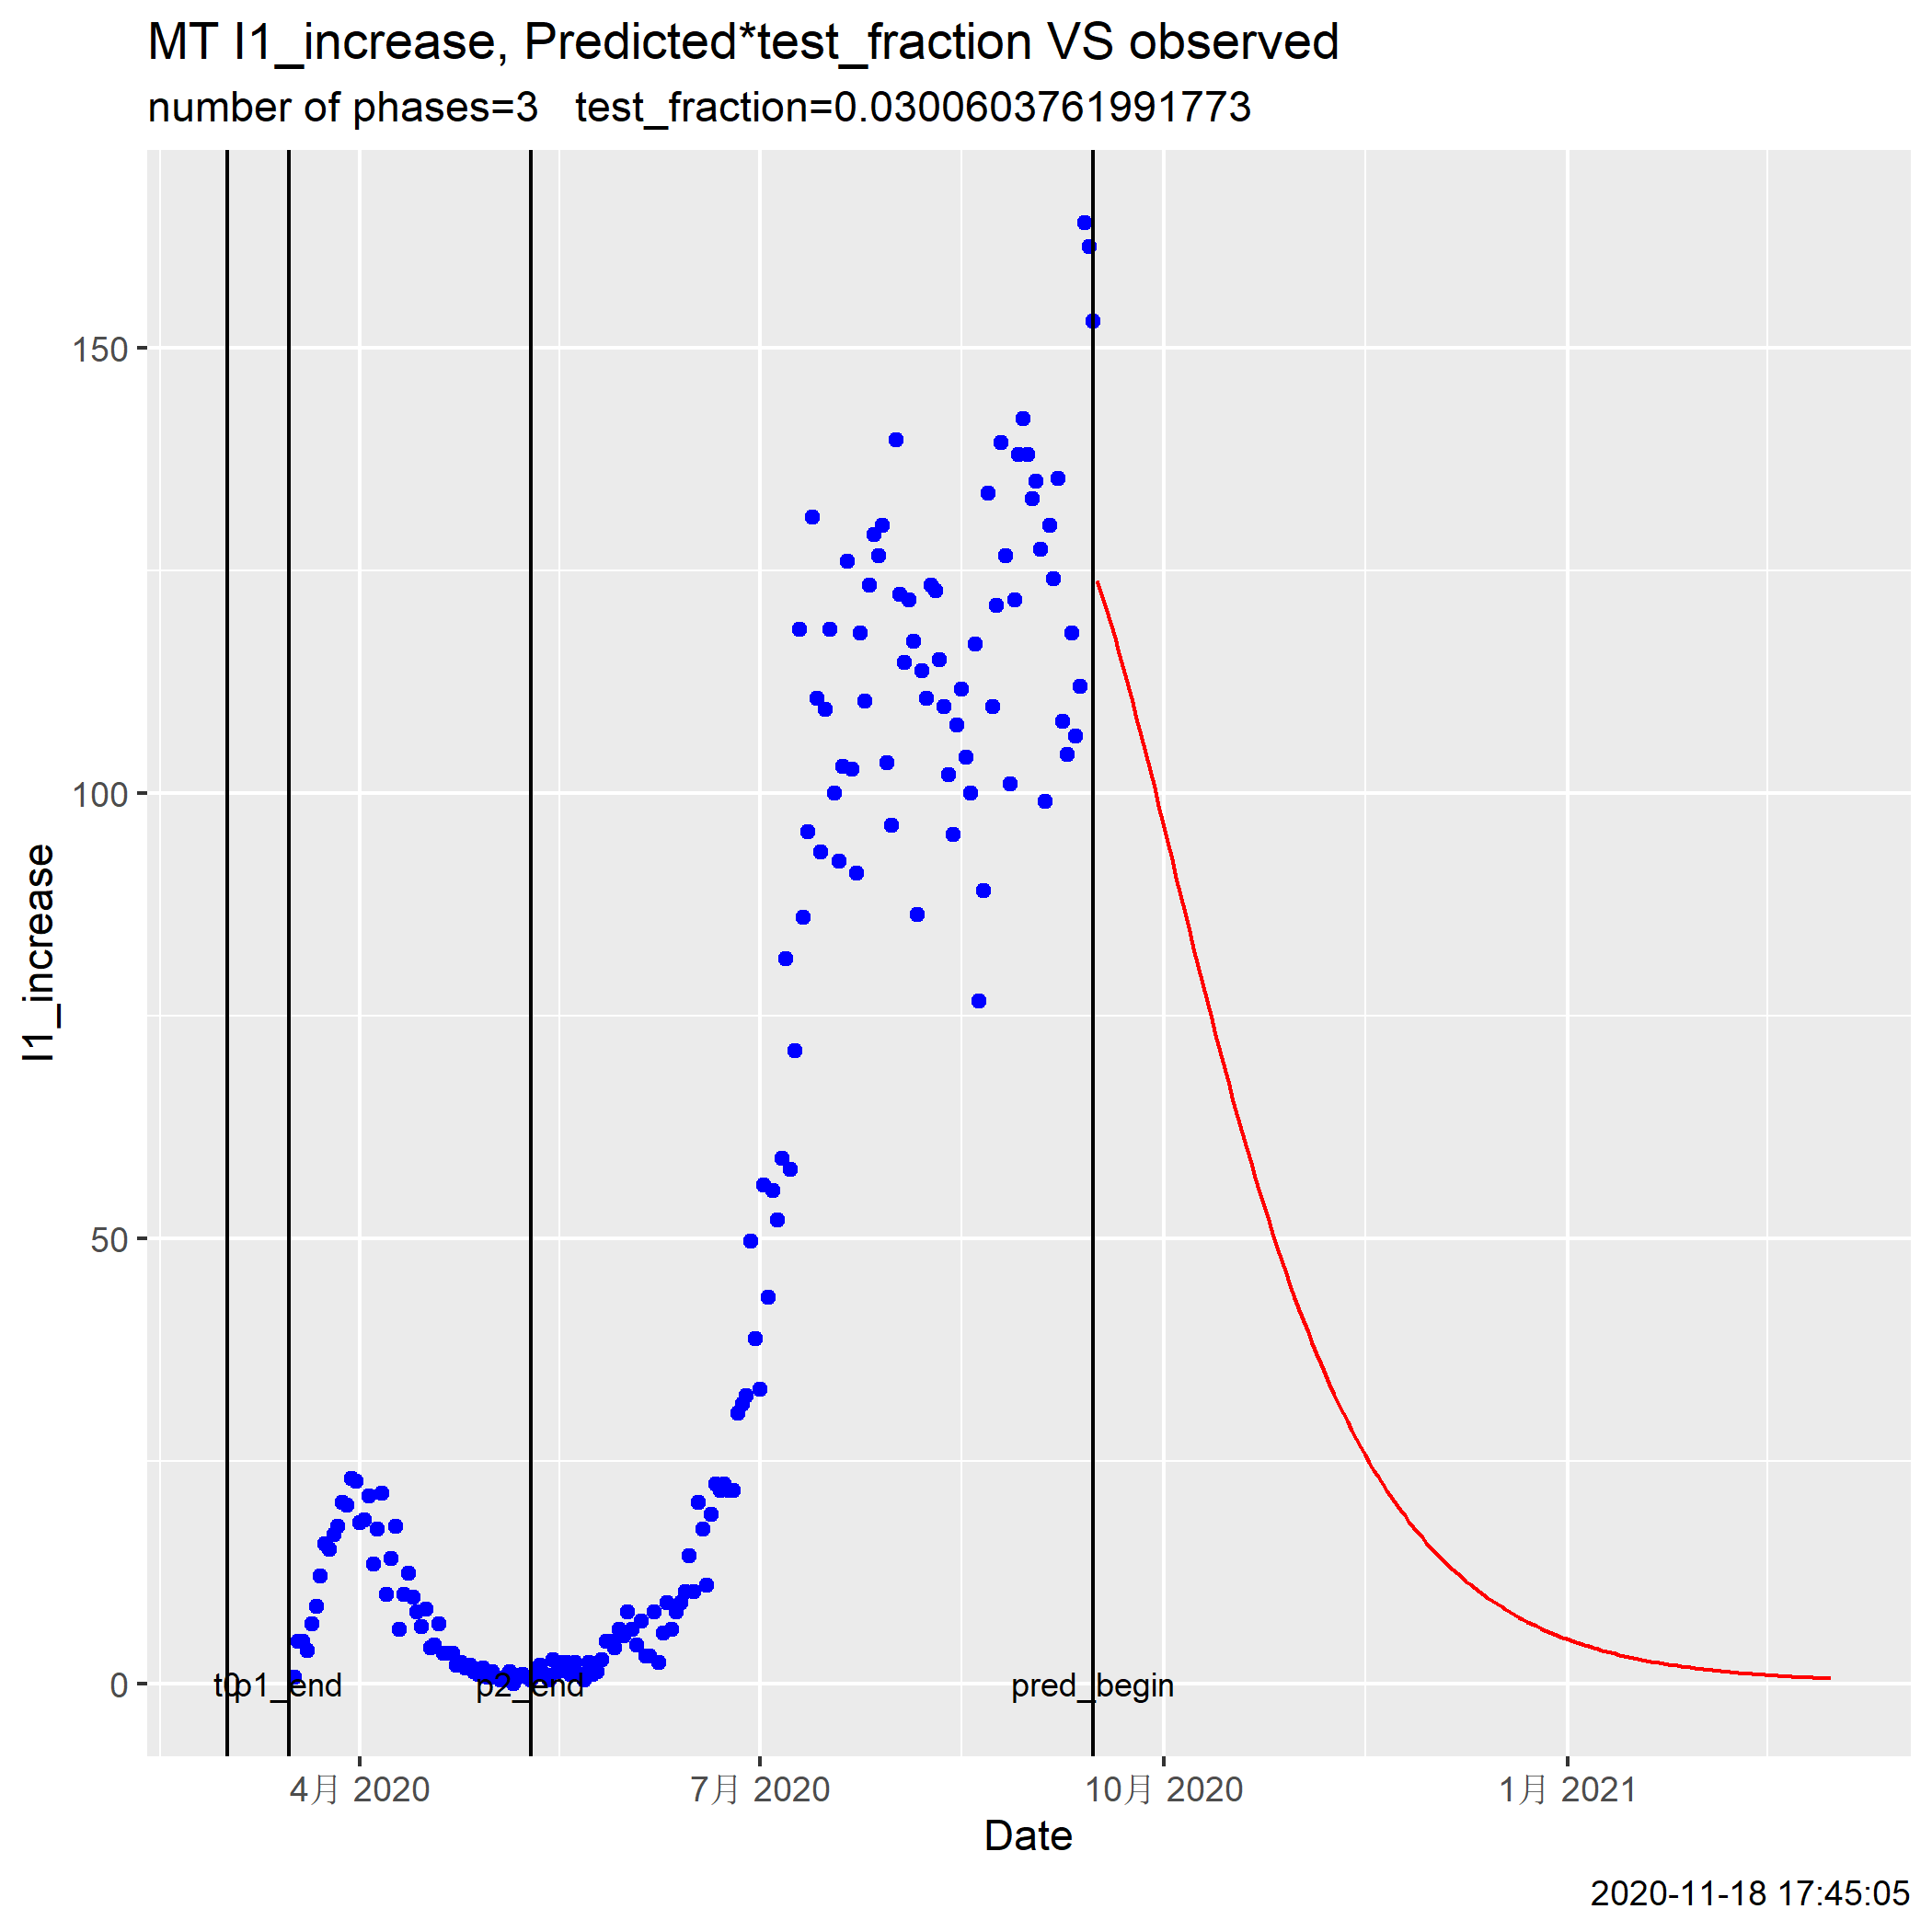 MT I1_increase, Predicted*test_fraction VS observed
number of phases=3 test_fraction=0.0300603761991773
I1_increase
150
100
50
0
t0
p1_end
p2_end
pred_begin
4月 2020
7月 2020
10月 2020
1月 2021
Date
2020-11-18 17:45:05